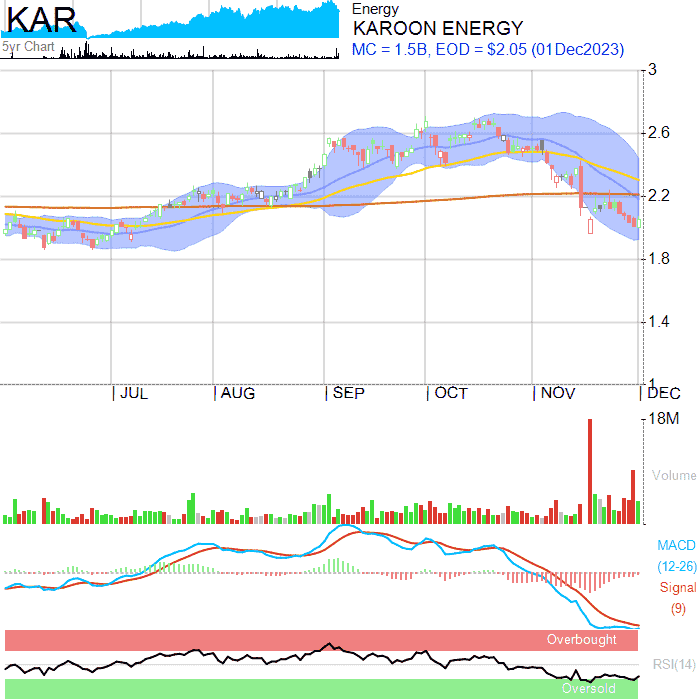 KAR
5yr Chart
Energy
KAROON ENERGY
MC = 1.5B, EOD = $2.05 (01Dec2023)
3
2.6
2.2
1.8
1.4
1
JUL
AUG
SEP
OCT
NOV
DEC
18M
Volume
MACD
(12-26)
Signal
(9)
Overbought
RSI(14)
Oversold